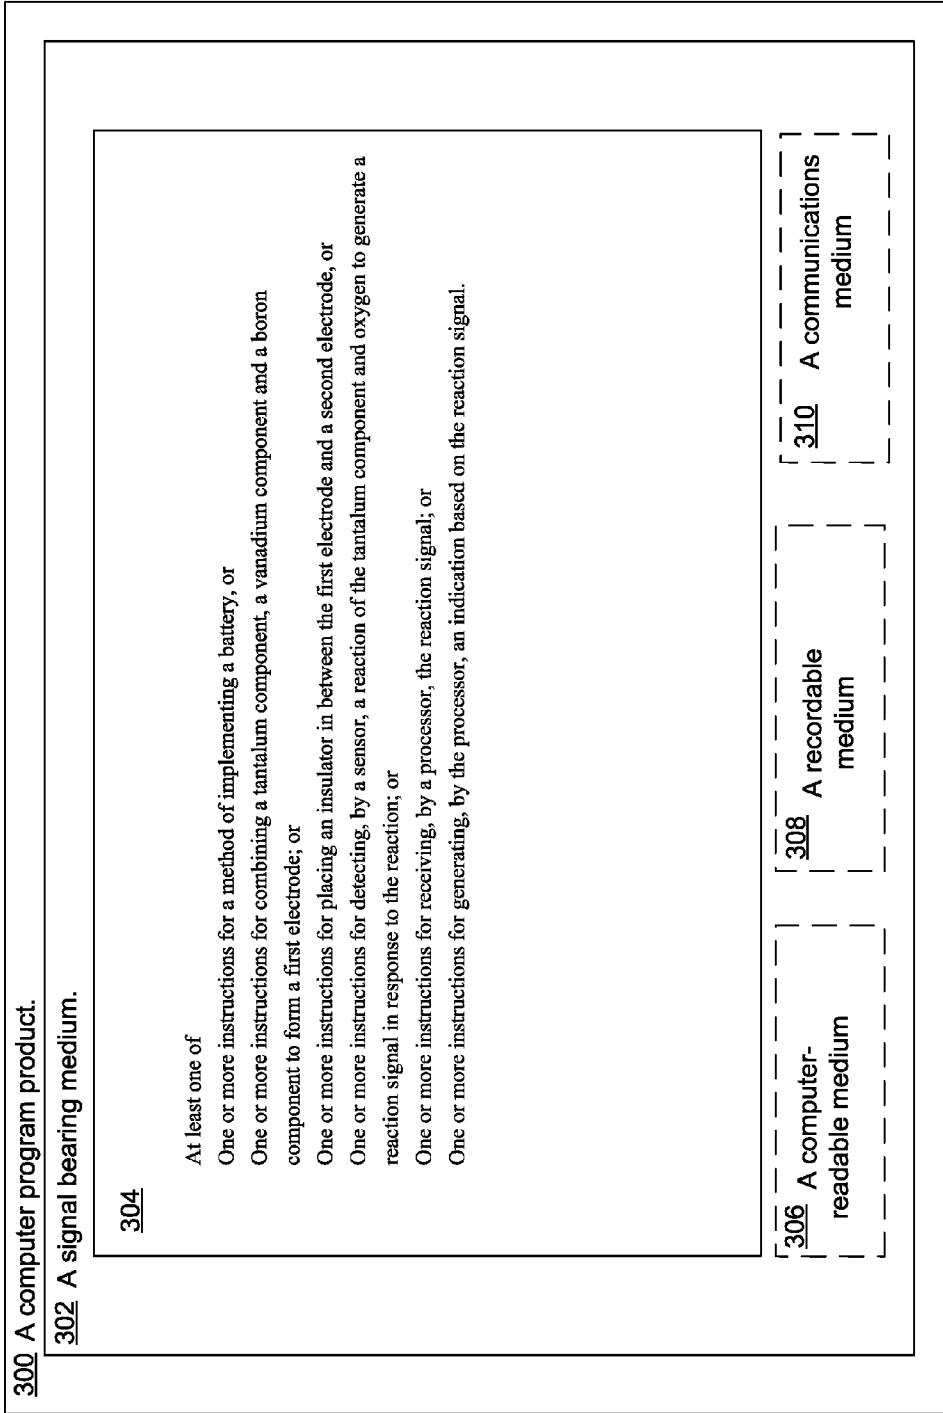 300 A computer program product.
302 A signal bearing medium.
304
At least one of
One or more instructions for a method of implementing a battery, or
One or more instructions for combining a tantalum component, a vanadium component and a boron
component to form a first electrode; or
One or more instructions for placing an insulator in between the first electrode and a second electrode, or
One or more instructions for detecting, by a sensor, a reaction of the tantalum component and oxygen to generate a
reaction signal in response to the reaction; or
One or more instructions for receiving, by a processor, the reaction signal; or
One or more instructions for generating, by the processor, an indication based on the reaction signal.
306 A computer-
readable medium
308 A recordable
medium
310 A communications
medium